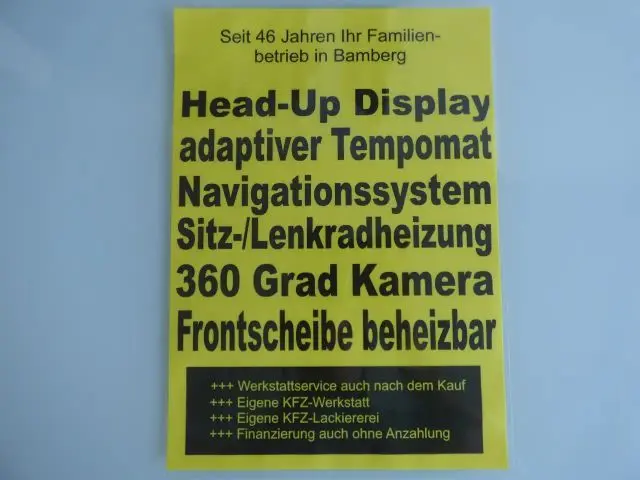 Seit 46 Jahren Ihr Familien-
betrieb in Bamberg
Head-Up Display
adaptiver Tempomat
Navigationssystem
Sitz-/Lenkradheizung
360 Grad Kamera
Frontscheibe beheizbar
+++ Werkstattservice auch nach dem Kauf
+++ Eigene KFZ-Werkstatt
+++ Eigene KFZ-Lackiererei
+++ Finanzierung auch ohne Anzahlung